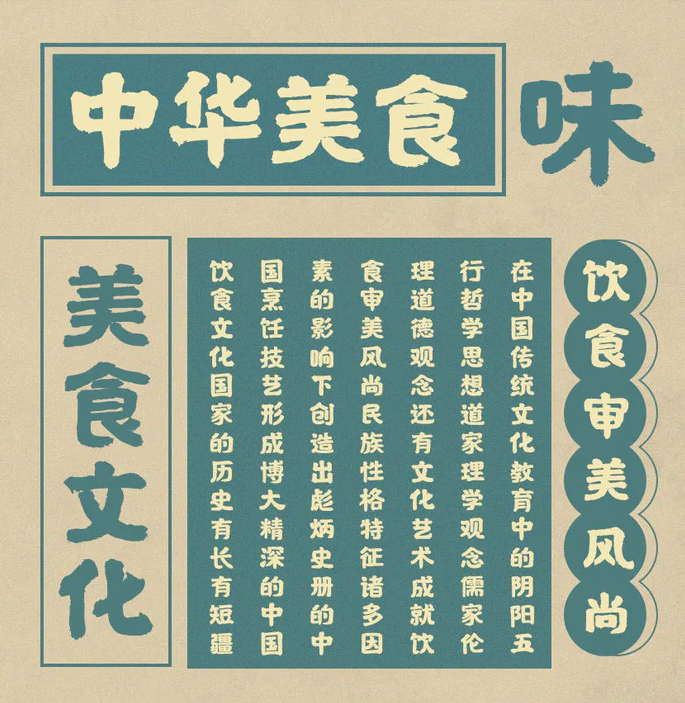 中华美食
味
饮食审美风尚
在中国传统文化教育中的阴阳五
行哲学思想道家理学观念儒家伦
理道德观念还有文化艺术成就饮
食审美风尚民族性格特征诸多因
素的影响下创造出彪炳史册的中
国烹饪技艺形成博大精深的中国
饮食文化国家的历史有长有短疆
美食文化